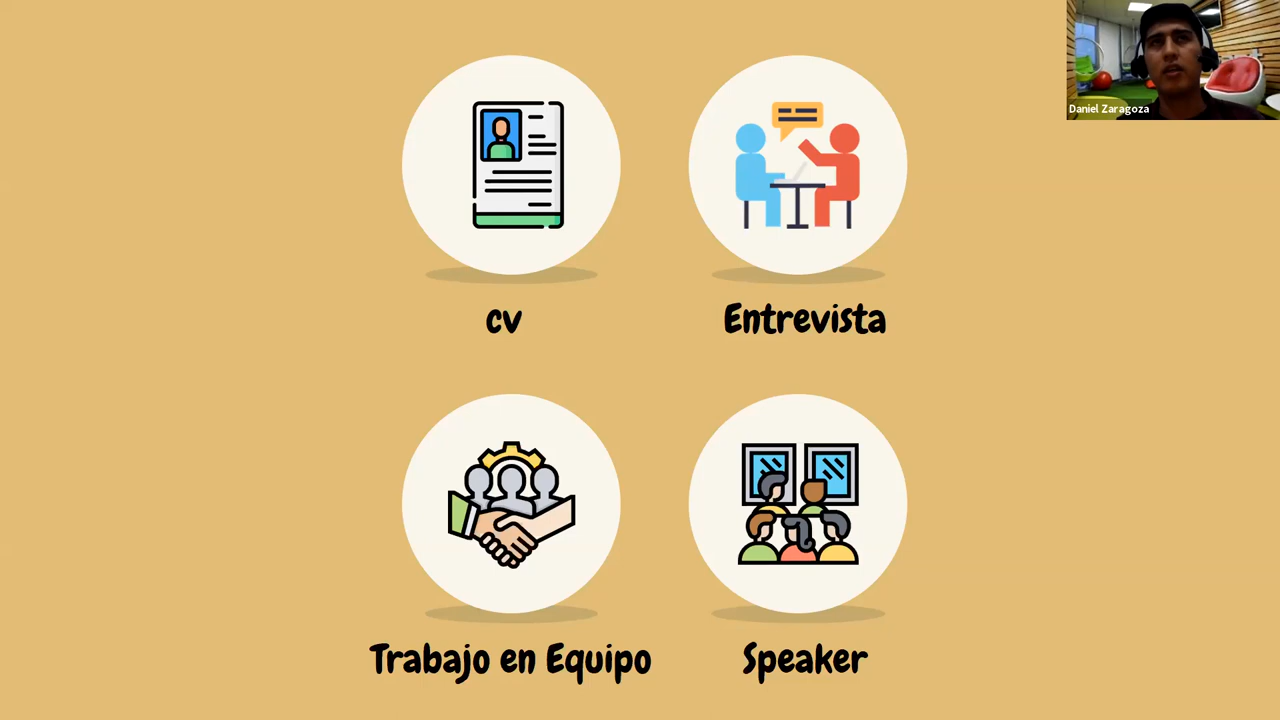 Daniel Zaragoza
cv
Entrevista
Trabajo en Equipo
Speaker